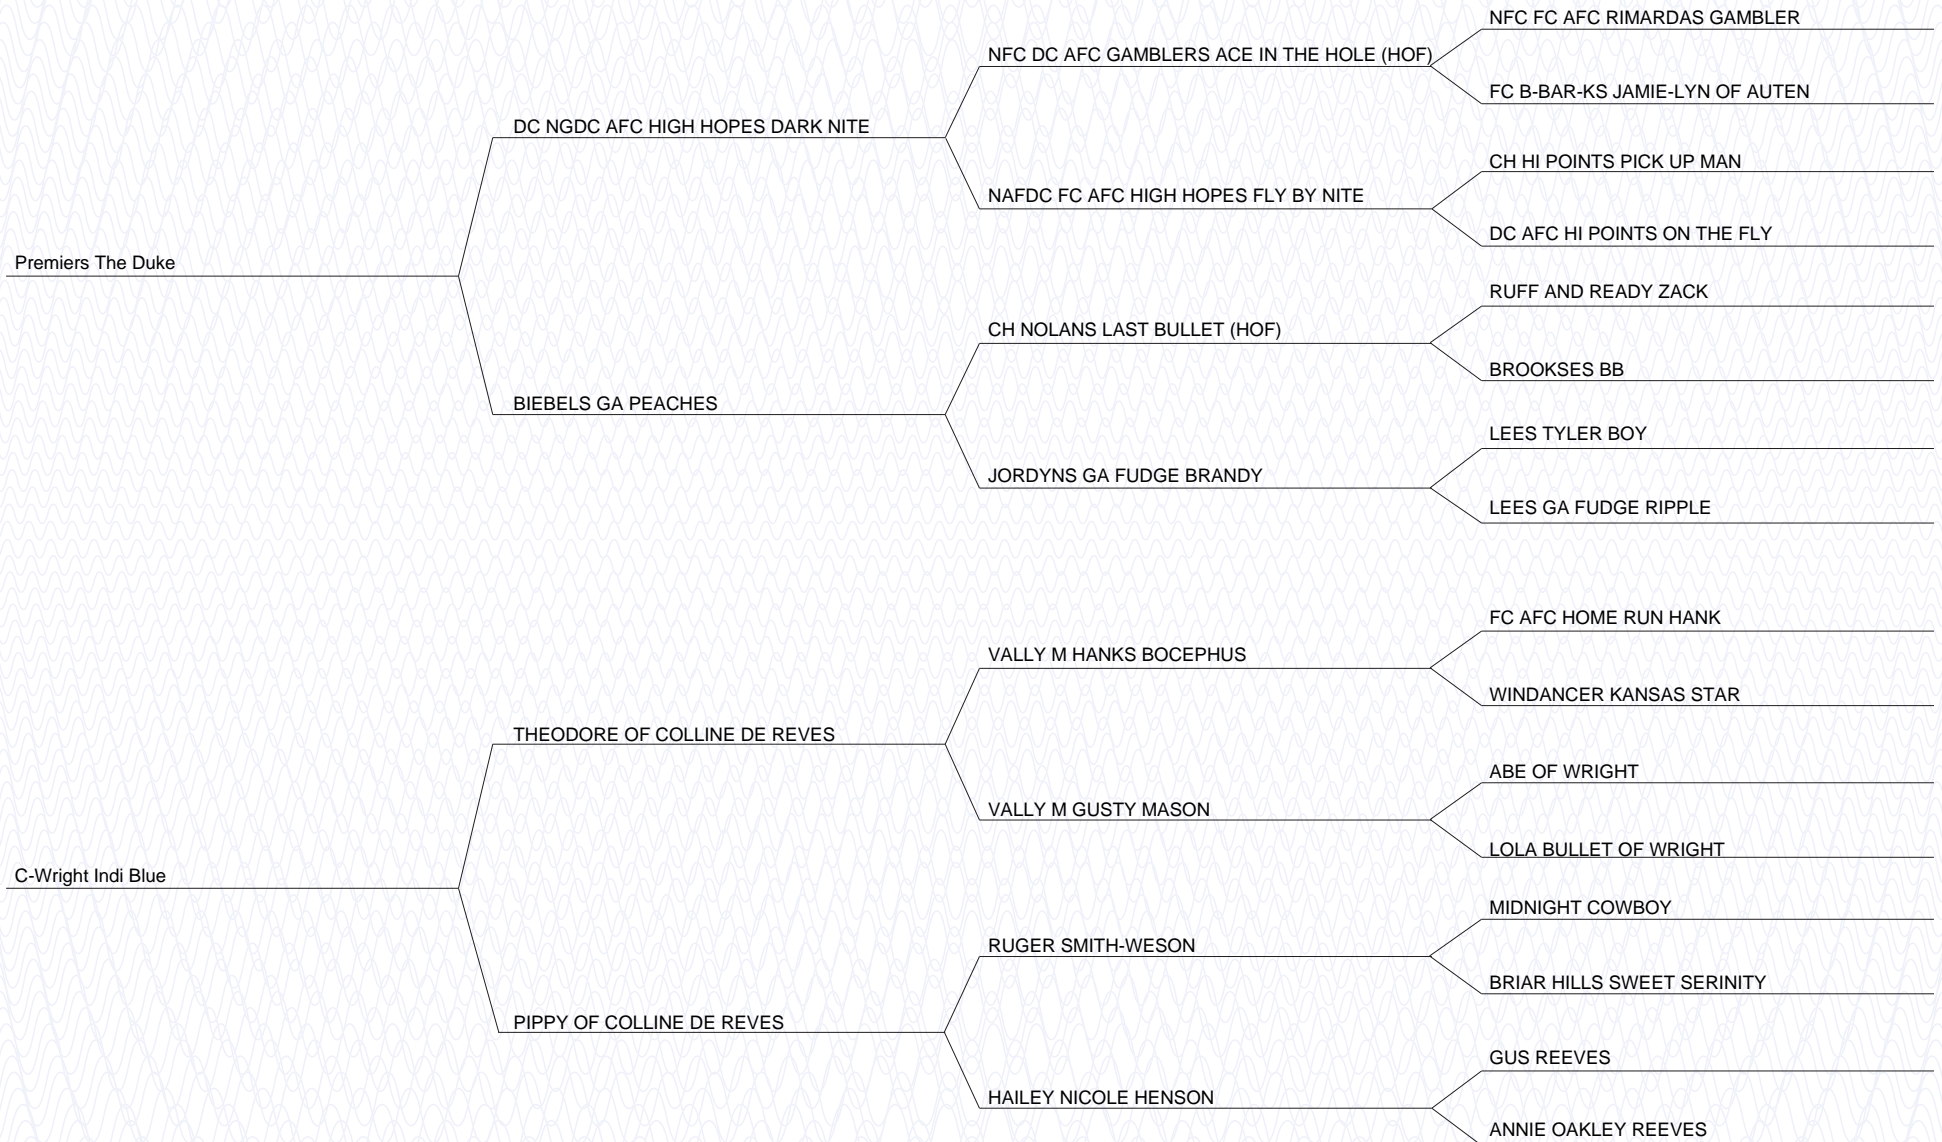 NFC FC AFC RIMARDAS GAMBLER
NFC DC AFC GAMBLERS ACE IN THE HOLE (HOF)
FC B-BAR-KS JAMIE-LYN OF AUTEN
DC NGDC AFC HIGH HOPES DARK NITE
CH HI POINTS PICK UP MAN
NAFDC FC AFC HIGH HOPES FLY BY NITE
DC AFC HI POINTS ON THE FLY
Premiers The Duke
RUFF AND READY ZACK
CH NOLANS LAST BULLET (HOF)
BROOKSES BB
BIEBELS GA PEACHES
LEES TYLER BOY
JORDYNS GA FUDGE BRANDY
LEES GA FUDGE RIPPLE
FC AFC HOME RUN HANK
VALLY M HANKS BOCEPHUS
WINDANCER KANSAS STAR
THEODORE OF COLLINE DE REVES
ABE OF WRIGHT
VALLY M GUSTY MASON
LOLA BULLET OF WRIGHT
C-Wright Indi Blue
MIDNIGHT COWBOY
RUGER SMITH-WESON
BRIAR HILLS SWEET SERINITY
PIPPY OF COLLINE DE REVES
GUS REEVES
HAILEY NICOLE HENSON
ANNIE OAKLEY REEVES